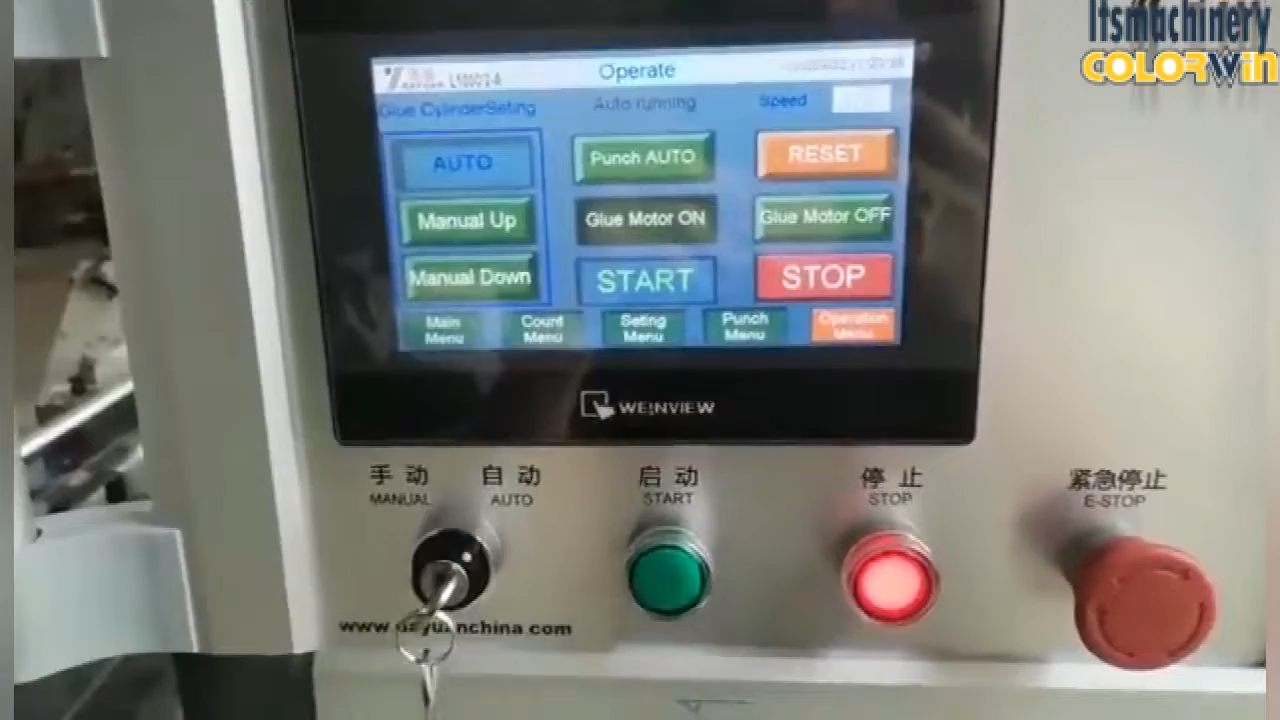 Itsmachinery
COLORWiN
Operate
Glue CylinderSeting
Auto running
Speed
AUTO
Punch AUTO
RESET
Manual Up
Glue Motor ON
Glue Motor OFF
Manual Down
START
STOP
Main Menu
Count Menu
Seting Menu
Punch Menu
Operation Menu
WEINVIEW
手动
MANUAL
自动
AUTO
启动
START
停止
STOP
紧急停止
E-STOP